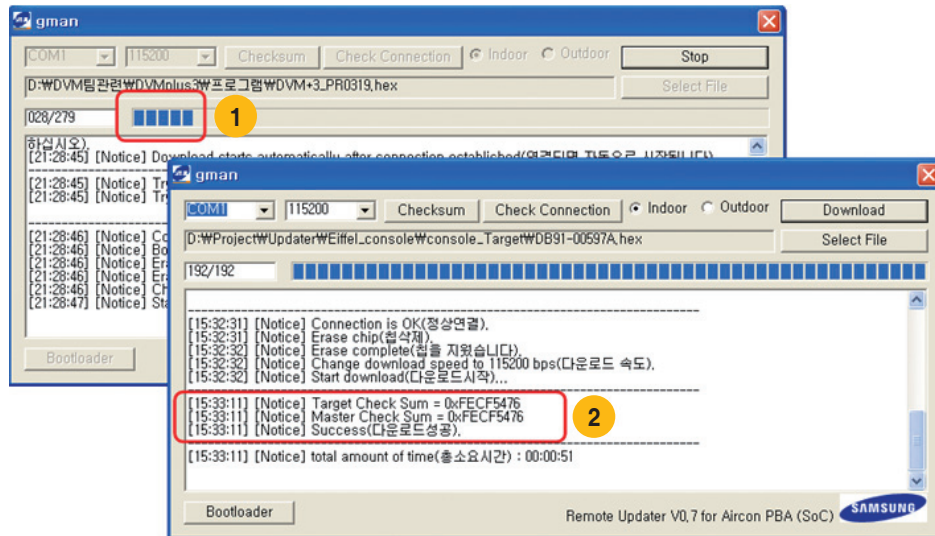 gman
COM1 115200 Checksum Check Connection Indoor Outdoor Stop
D:₩DVM팀관련₩DVMplus3₩프로그램₩DVM+3_PR0319,hex Select File
028/279
1
하십시오),
[21:28:45] [Notice] Download starts automatically after connection established(연결되면 자동으로 시작됩니다)
[21:28:45] [Notice]
[21:28:45] [Notice]
[21:28:46] [Notice]
[21:28:46] [Notice]
[21:28:46] [Notice]
[21:28:46] [Notice]
[21:28:46] [Notice]
[21:28:47] [Notice]
Bootloader
gman
COM1 115200 Checksum Check Connection Indoor Outdoor Download
D:₩Project₩Updater₩Eiffel_console₩console_Target₩DB91-00597A,hex Select File
192/192
[15:32:31] [Notice] Connection is OK(정상연결),
[15:32:31] [Notice] Erase chip(칩삭제),
[15:32:32] [Notice] Erase complete(칩을 지웠습니다),
[15:32:32] [Notice] Change download speed to 115200 bps(다운로드 속도),
[15:32:32] [Notice] Start download(다운로드시작),,,
[15:33:11] [Notice] Target Check Sum = 0xFECF5476
[15:33:11] [Notice] Master Check Sum = 0xFECF5476
[15:33:11] [Notice] Success(다운로드성공),
2
[15:33:11] [Notice] total amount of time(총소요시간) : 00:00:51
Bootloader
Remote Updater V0,7 for Aircon PBA (SoC) SAMSUNG